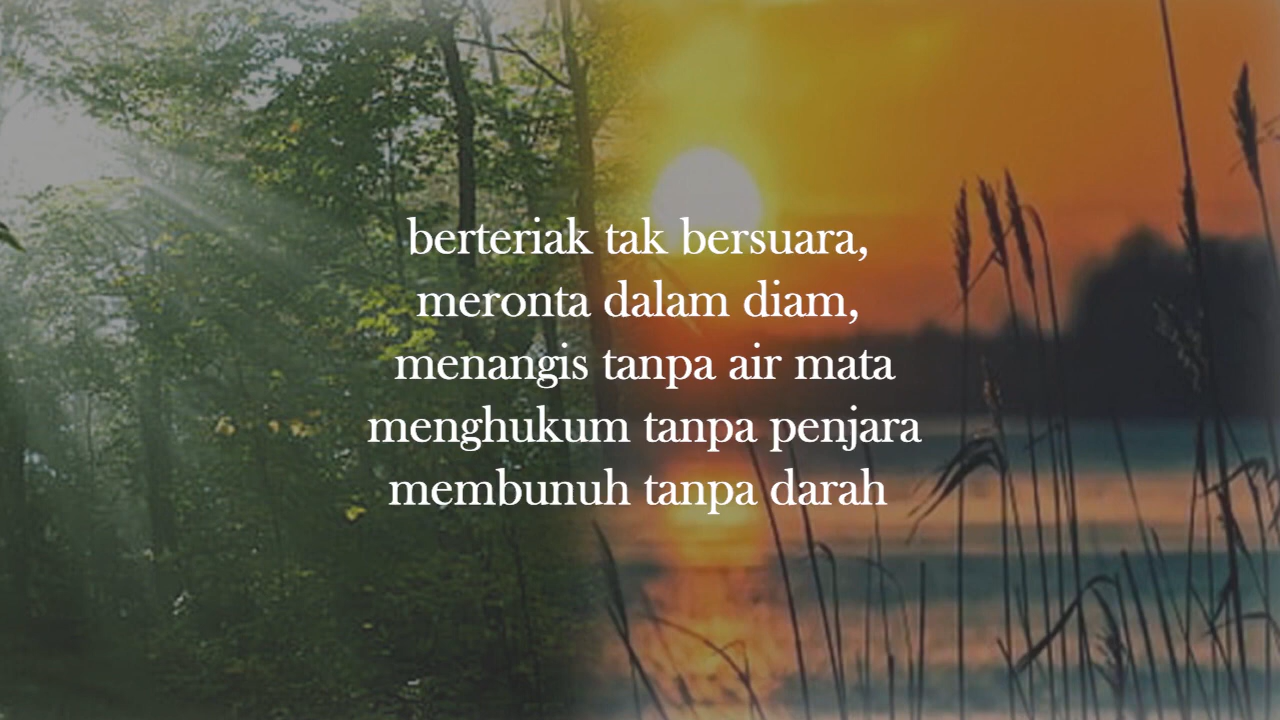 berteriak tak bersuara,
meronta dalam diam,
menangis tanpa air mata
menghukum tanpa penjara
membunuh tanpa darah